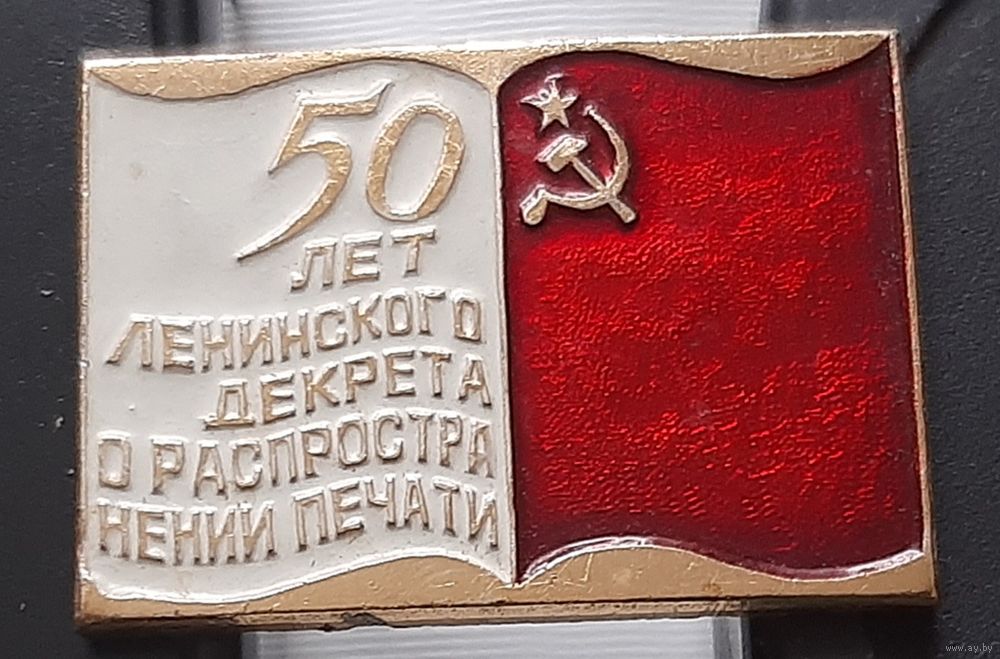 50
ЛЕТ
ЛЕНИНСКОГО
ДЕКРЕТА
О РАСПРОСТРА
НЕНИИ ПЕЧАТИ
www.ay.by